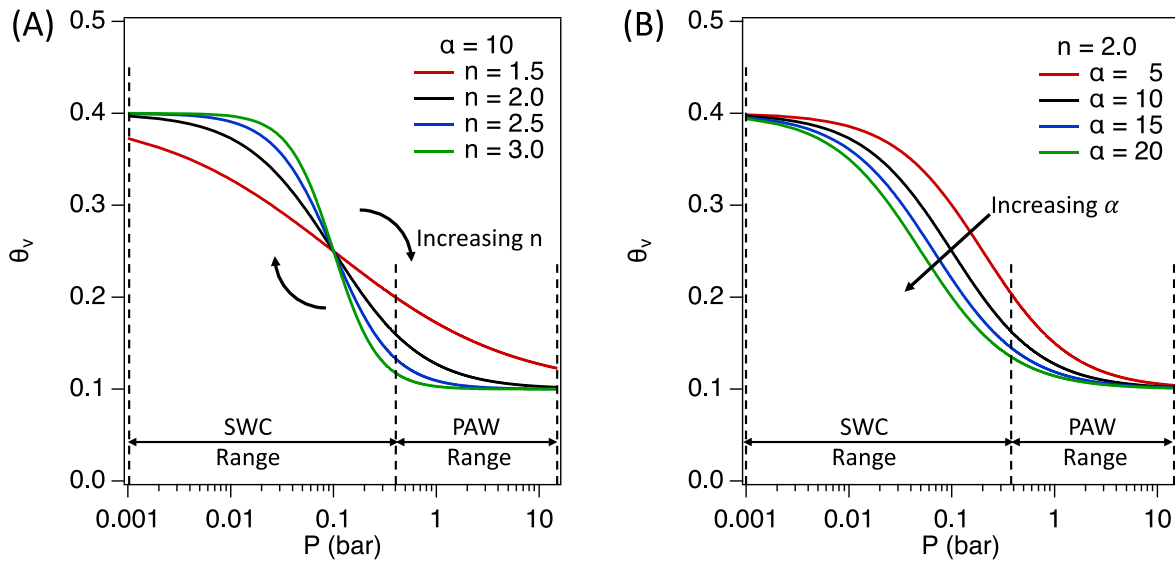 (A)
0.5
0.4
0.3
0.2
0.1
0.0
θv
α = 10
n = 1.5
n = 2.0
n = 2.5
n = 3.0
Increasing n
SWC
Range
PAW
Range
0.001
0.01
0.1
1
10
P (bar)
(B)
0.5
0.4
0.3
0.2
0.1
0.0
θv
n = 2.0
α = 5
α = 10
α = 15
α = 20
Increasing α
SWC
Range
PAW
Range
0.001
0.01
0.1
1
10
P (bar)